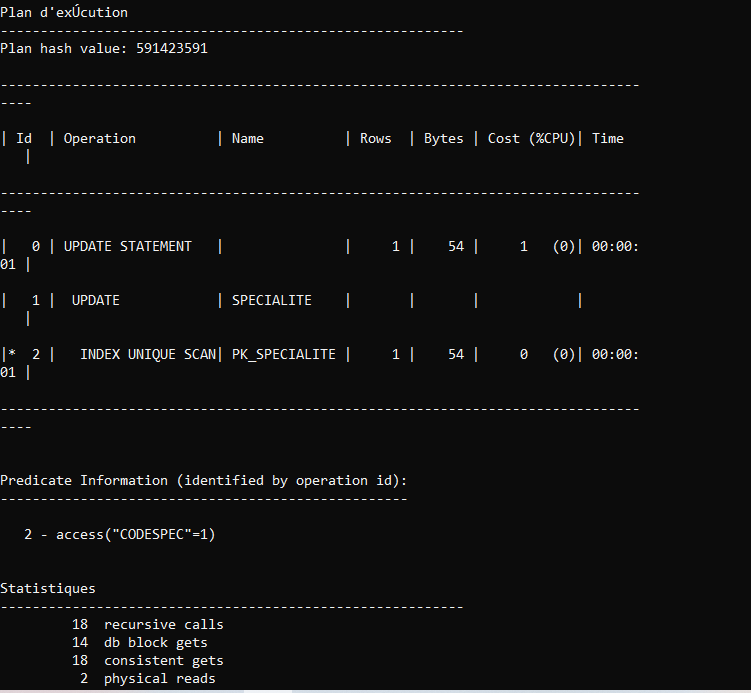 Plan d'exÚcution
----------------------------------------------------------
Plan hash value: 591423591
--------------------------------------------------------------------------------
----
| Id  | Operation          | Name          | Rows  | Bytes | Cost (%CPU)| Time
   |
--------------------------------------------------------------------------------
----
|   0 | UPDATE STATEMENT   |               |     1 |    54 |     1   (0)| 00:00:
01 |
|   1 |  UPDATE            | SPECIALITE    |       |       |            |
   |
|*  2 |   INDEX UNIQUE SCAN| PK_SPECIALITE |     1 |    54 |     0   (0)| 00:00:
01 |
--------------------------------------------------------------------------------
----
Predicate Information (identified by operation id):
---------------------------------------------------
   2 - access("CODESPEC"=1)
Statistiques
----------------------------------------------------------
         18  recursive calls
         14  db block gets
         18  consistent gets
          2  physical reads